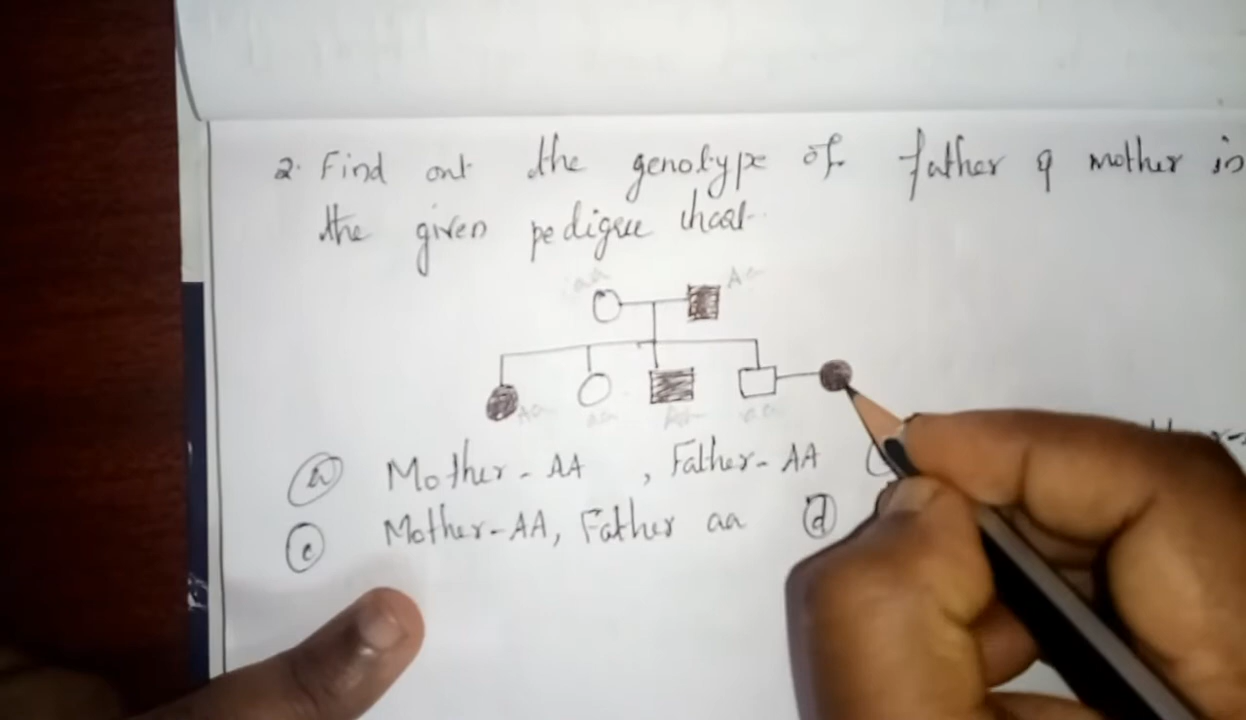 2. Find out the genotype of father & mother in
the given pedigree chart.
aa Aa
Aa aa Aa aa
(a) Mother - AA , Father - AA
(c) Mother - AA, Father aa (d)